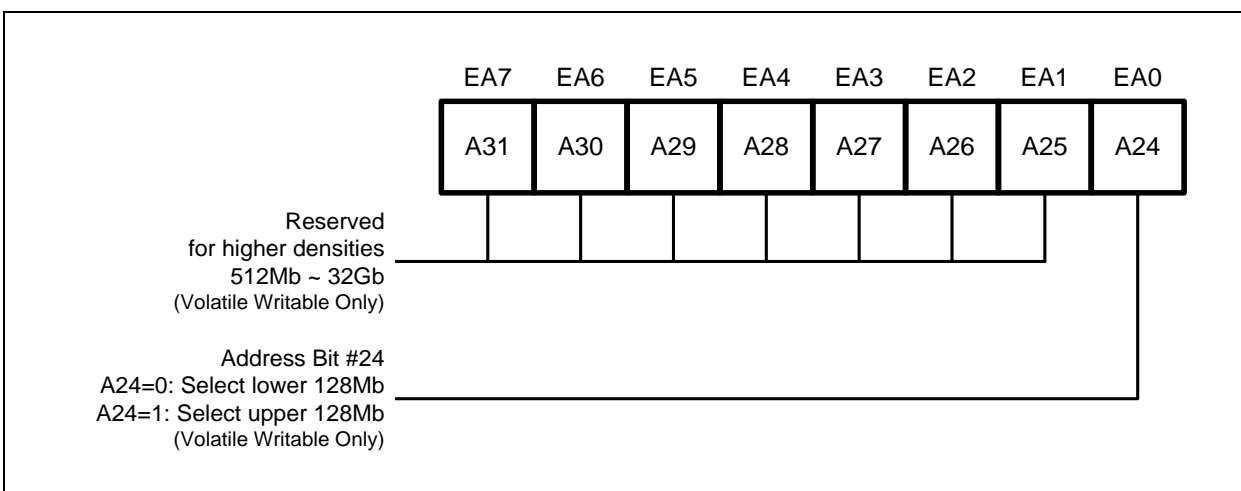 EA7 EA6 EA5 EA4 EA3 EA2 EA1 EA0
A31 A30 A29 A28 A27 A26 A25 A24
Reserved
for higher densities
512Mb ~ 32Gb
(Volatile Writable Only)
Address Bit #24
A24=0: Select lower 128Mb
A24=1: Select upper 128Mb
(Volatile Writable Only)